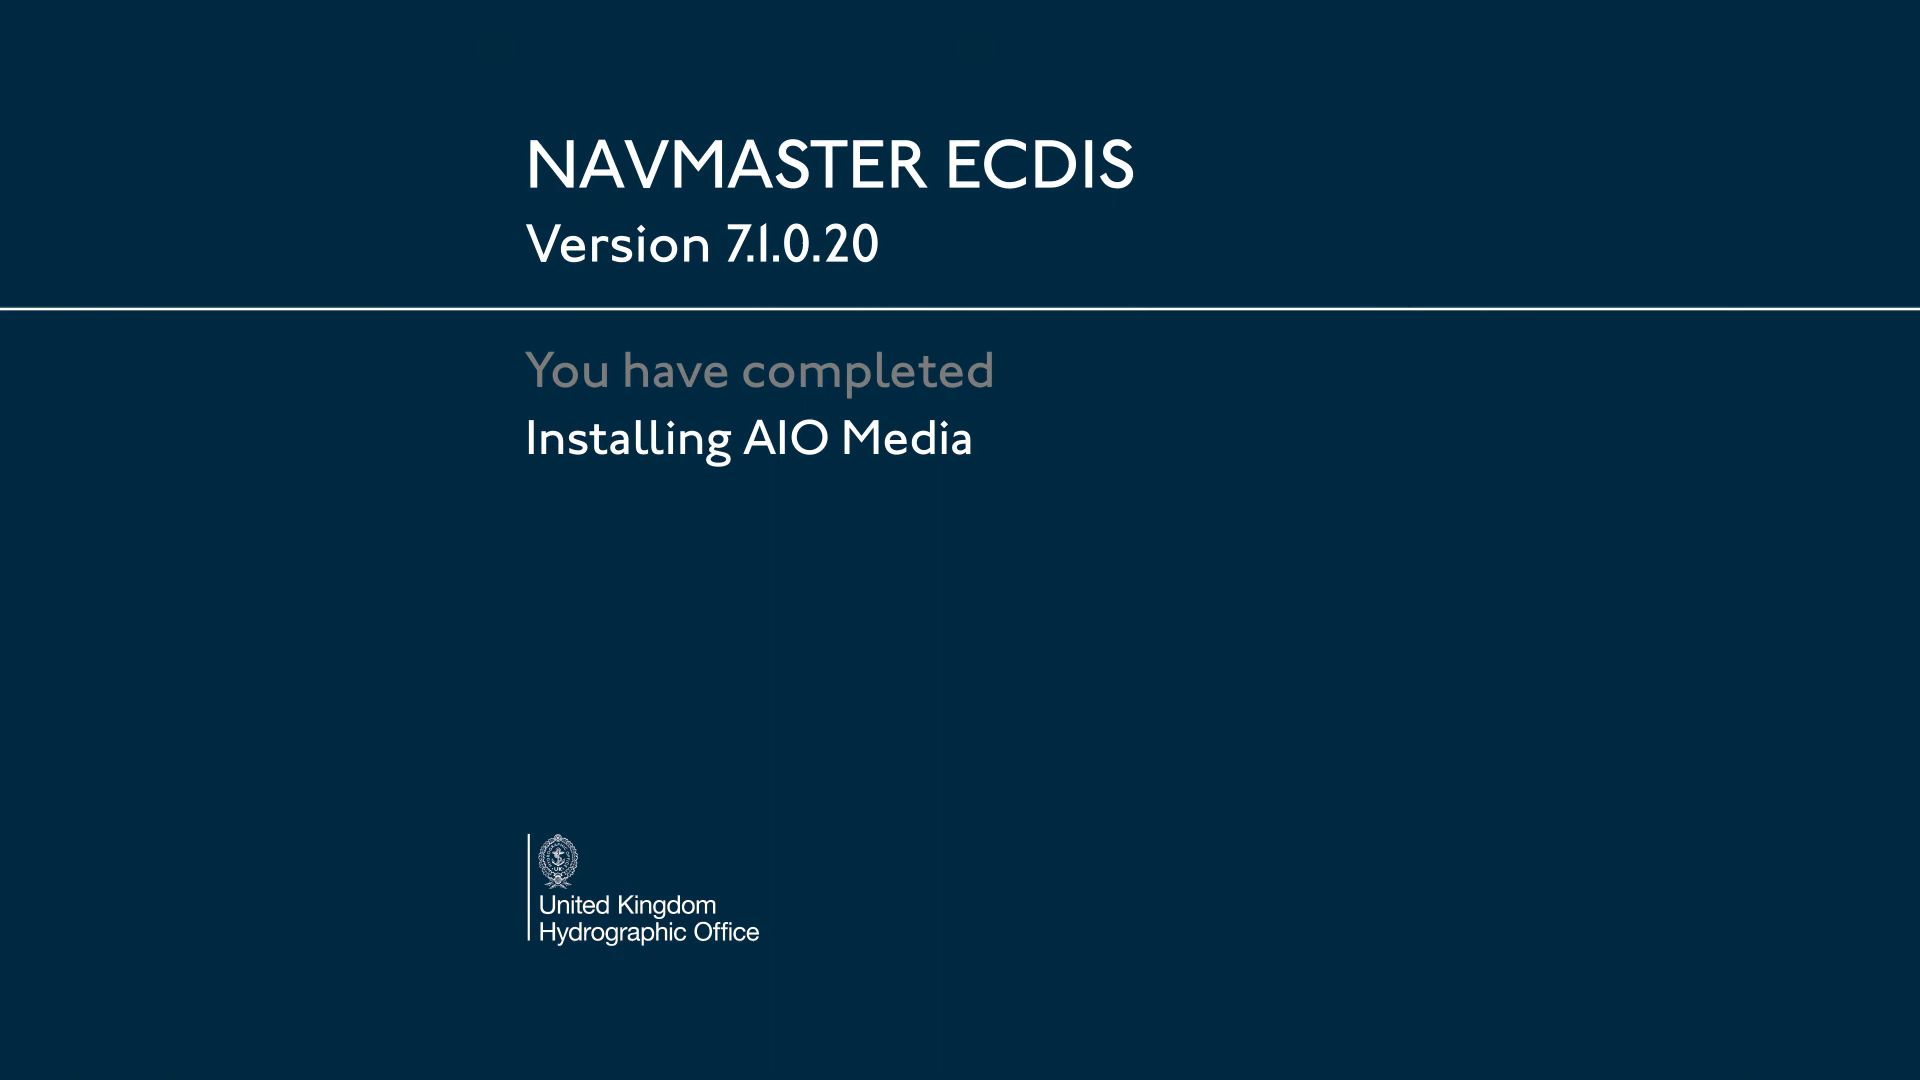 NAVMASTER ECDIS
Version 7.1.0.20
You have completed
Installing AIO Media
United Kingdom
Hydrographic Office